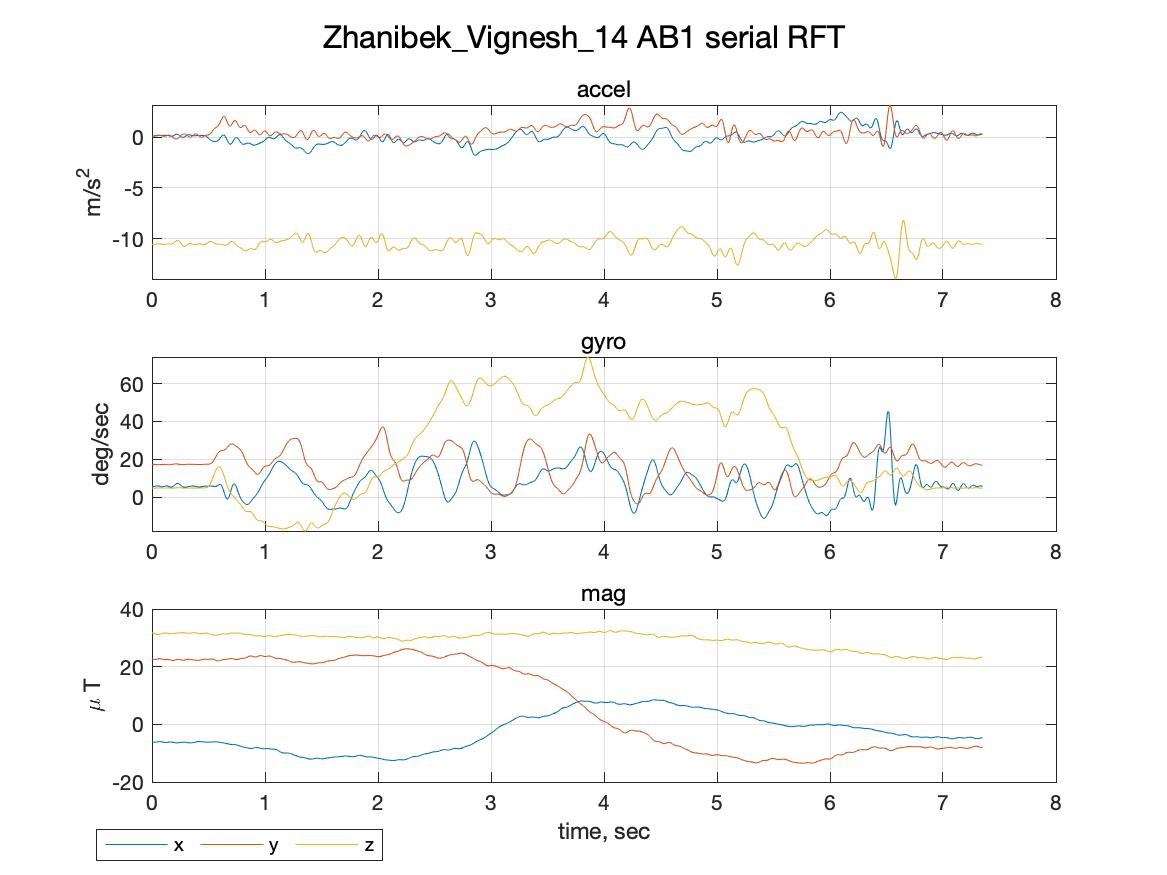 Zhanibek_Vignesh_14 AB1 serial RFT
accel
m/s²
0
-5
-10
0 1 2 3 4 5 6 7 8
gyro
deg/sec
60
40
20
0
0 1 2 3 4 5 6 7 8
mag
μ T
40
20
0
-20
0 1 2 3 4 5 6 7 8
time, sec
x y z